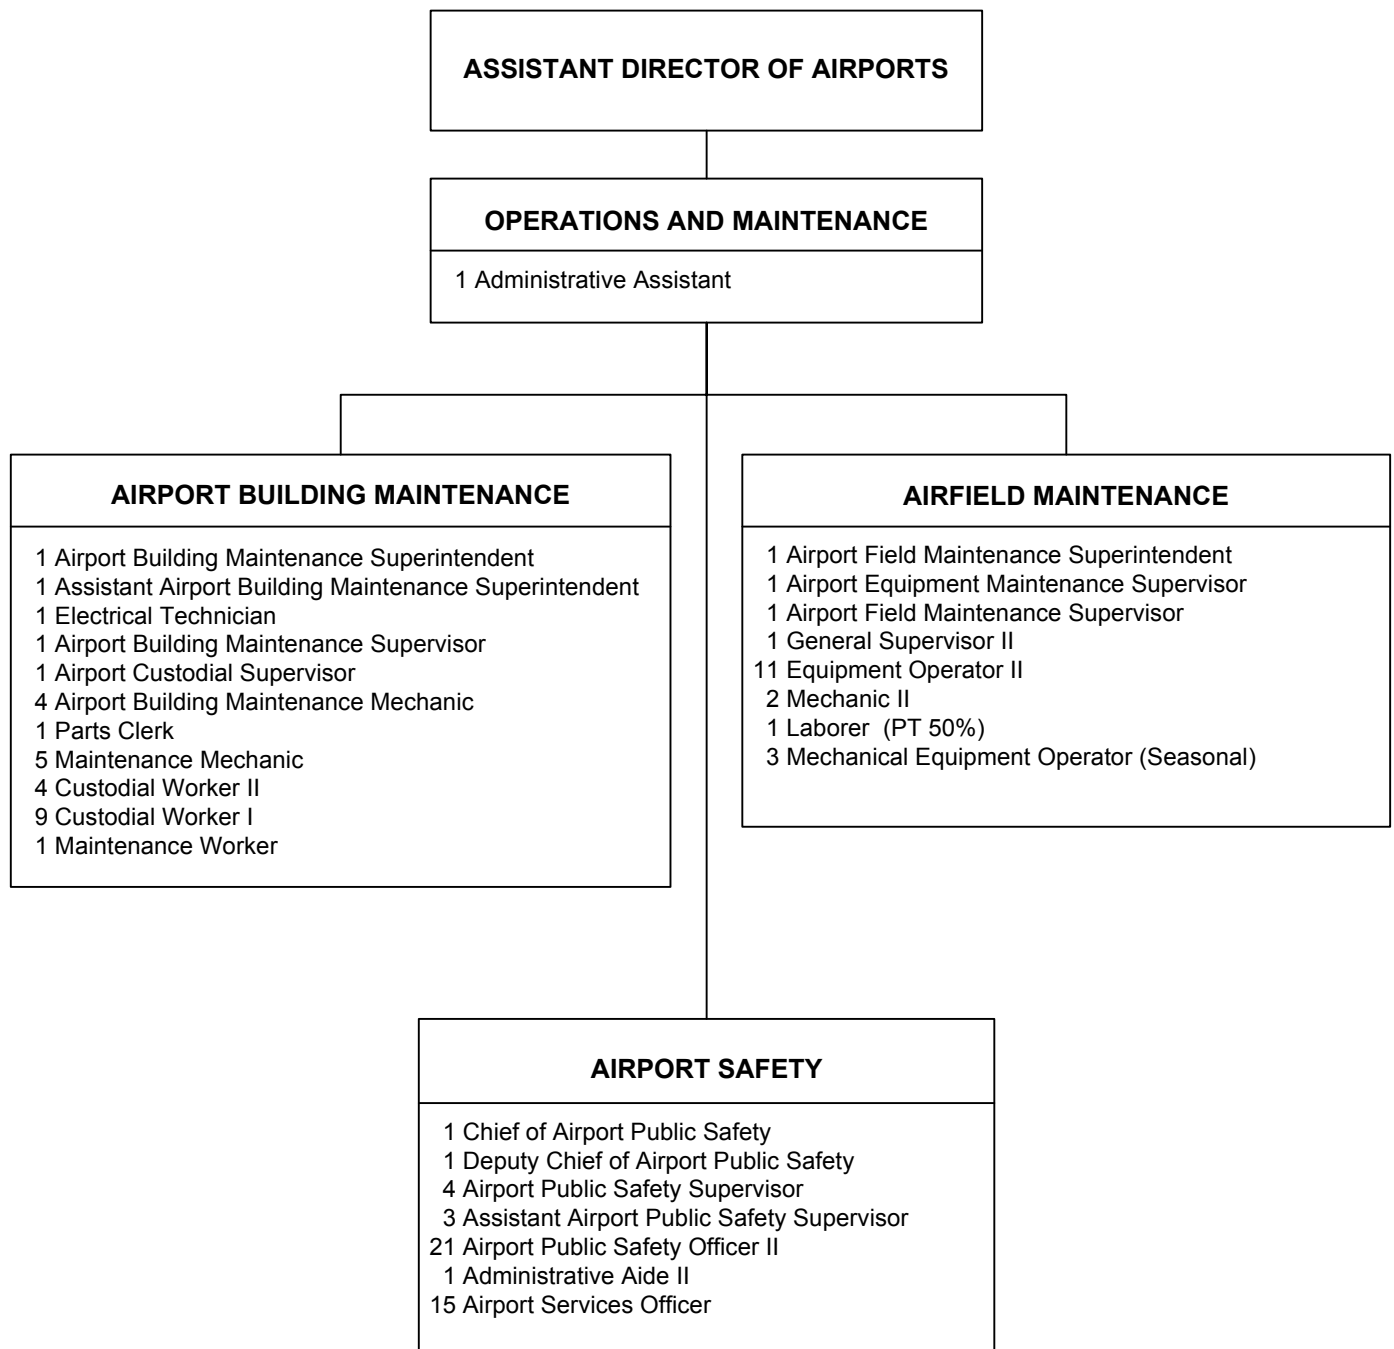 ASSISTANT DIRECTOR OF AIRPORTS
OPERATIONS AND MAINTENANCE
1 Administrative Assistant
AIRPORT BUILDING MAINTENANCE
1 Airport Building Maintenance Superintendent
1 Assistant Airport Building Maintenance Superintendent
1 Electrical Technician
1 Airport Building Maintenance Supervisor
1 Airport Custodial Supervisor
4 Airport Building Maintenance Mechanic
1 Parts Clerk
5 Maintenance Mechanic
4 Custodial Worker II
9 Custodial Worker I
1 Maintenance Worker
AIRFIELD MAINTENANCE
1 Airport Field Maintenance Superintendent
1 Airport Equipment Maintenance Supervisor
1 Airport Field Maintenance Supervisor
1 General Supervisor II
11 Equipment Operator II
2 Mechanic II
1 Laborer  (PT 50%)
3 Mechanical Equipment Operator (Seasonal)
AIRPORT SAFETY
1 Chief of Airport Public Safety
1 Deputy Chief of Airport Public Safety
4 Airport Public Safety Supervisor
3 Assistant Airport Public Safety Supervisor
21 Airport Public Safety Officer II
1 Administrative Aide II
15 Airport Services Officer